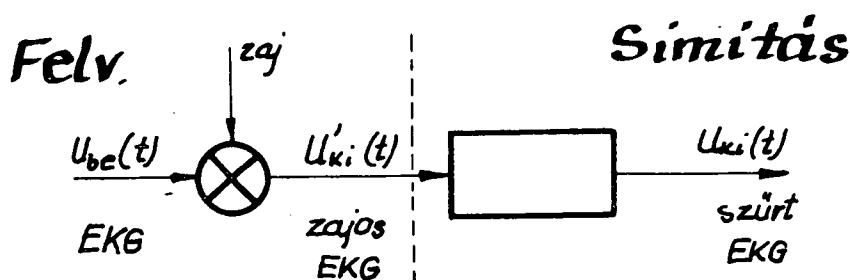 Felv.
zaj
Simítás
U_be(t)
U'_ki(t)
U_ki(t)
EKG
zajos
EKG
szűrt
EKG